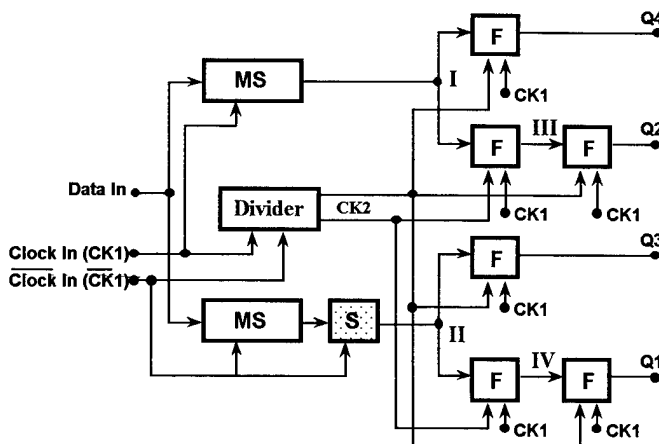 Q4
F
MS
I
CK1
III
Q2
F
F
Data In
Divider
CK2
CK1
CK1
Clock In (CK1)
Q3
F
Clock In (CK1)
MS
S
II
CK1
IV
Q1
F
F
CK1
CK1